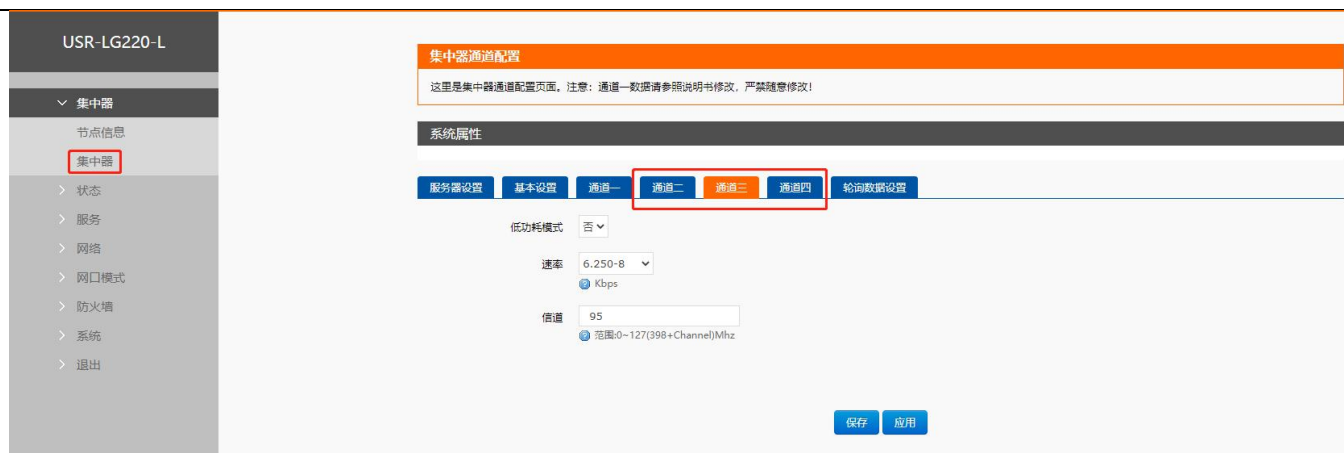 USR-LG220-L
集中器
节点信息
集中器
状态
服务
网络
网口模式
防火墙
系统
退出
集中器通道配置
这里是集中器通道配置页面。注意：通道一数据请参照说明书修改，严禁随意修改！
系统属性
服务器设置 基本设置 通道一 通道二 通道三 通道四 轮询数据设置
低功耗模式 否
速率 6.250-8
Kbps
信道 95
范围:0~127(398+Channel)Mhz
保存 应用